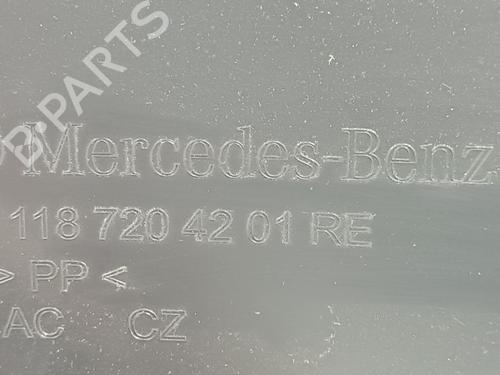 B PARTS
Mercedes-Benz
118 720 42 01 RE
> PP <
AC CZ